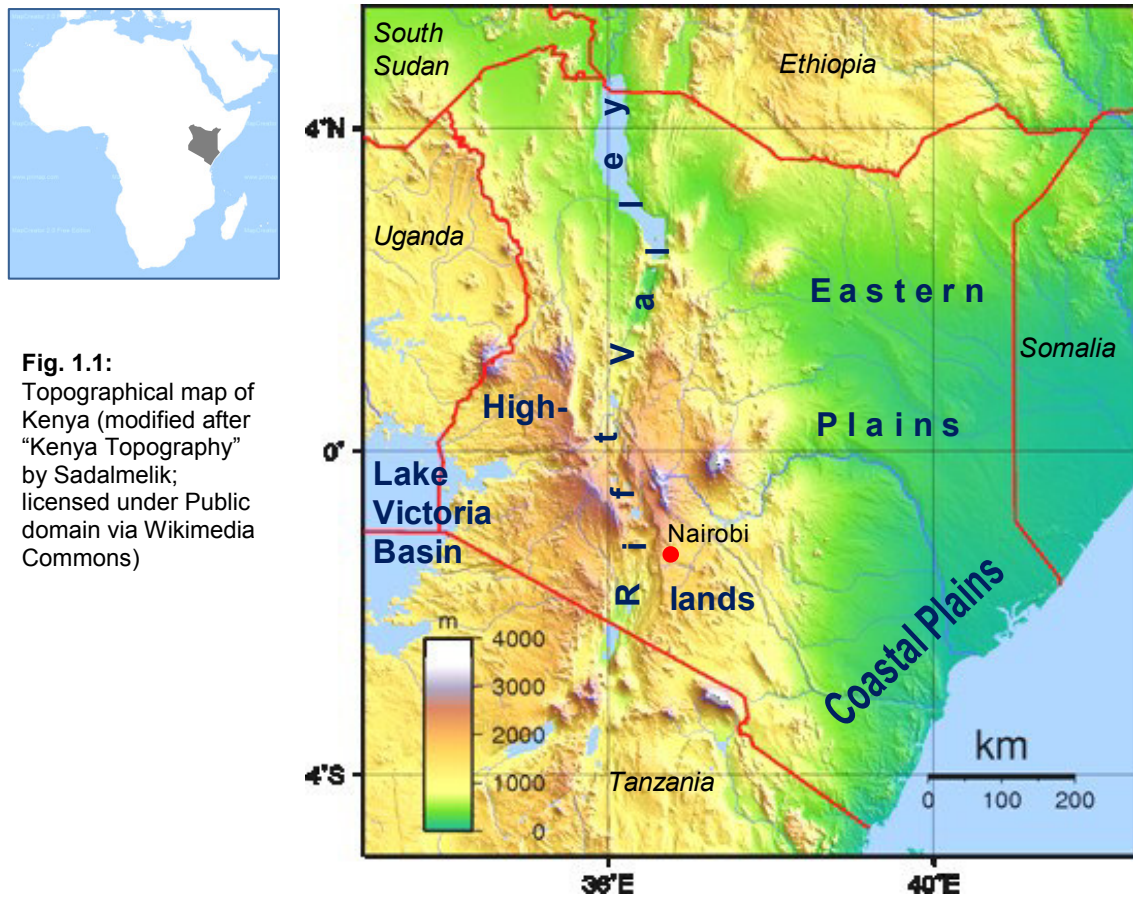 Fig. 1.1:
Topographical map of
Kenya (modified after
“Kenya Topography”
by Sadalmelik;
licensed under Public
domain via Wikimedia
Commons)
South
Sudan
Ethiopia
4°N
Uganda
Rift Valley
Eastern
Somalia
High-
Plains
0°
Lake
Victoria
Basin
Nairobi
lands
Coastal Plains
m
4000
3000
2000
1000
0
km
0 100 200
4°S
Tanzania
36°E 40°E